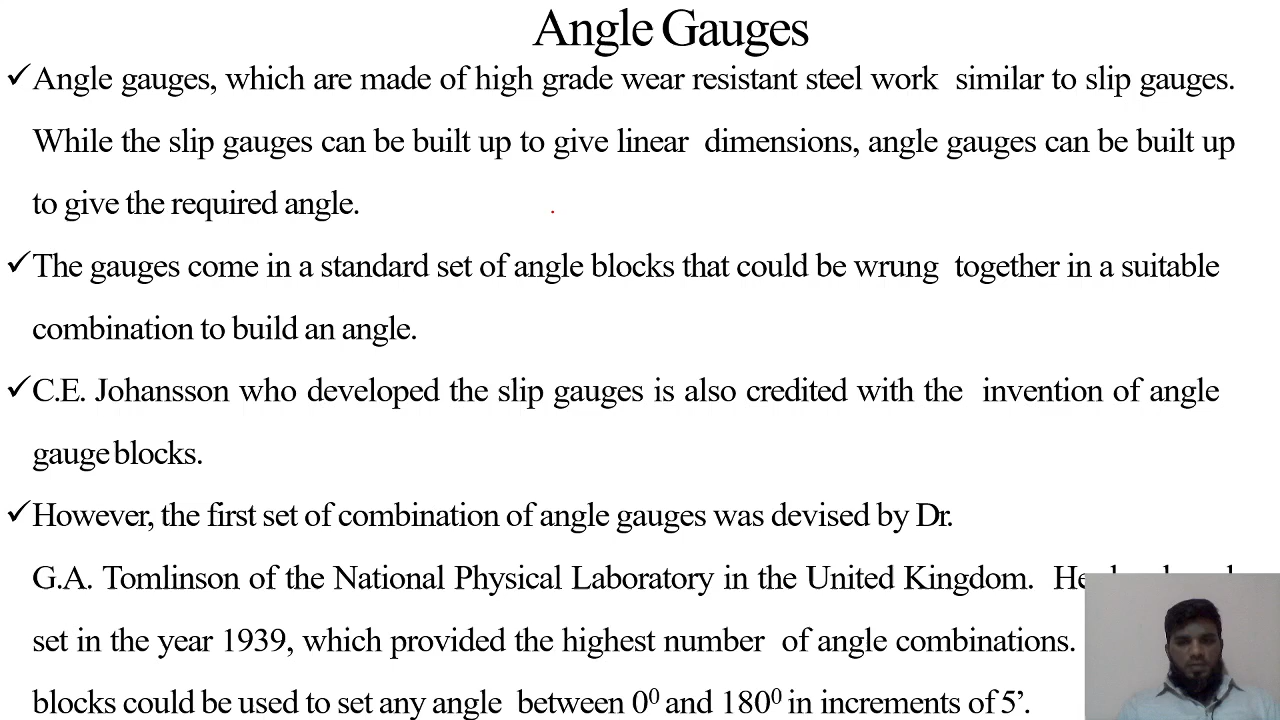 Angle Gauges
✓Angle gauges, which are made of high grade wear resistant steel work similar to slip gauges.
While the slip gauges can be built up to give linear dimensions, angle gauges can be built up
to give the required angle.
✓The gauges come in a standard set of angle blocks that could be wrung together in a suitable
combination to build an angle.
✓C.E. Johansson who developed the slip gauges is also credited with the invention of angle
gauge blocks.
✓However, the first set of combination of angle gauges was devised by Dr.
G.A. Tomlinson of the National Physical Laboratory in the United Kingdom. He
set in the year 1939, which provided the highest number of angle combinations.
blocks could be used to set any angle between 0⁰ and 180⁰ in increments of 5’.